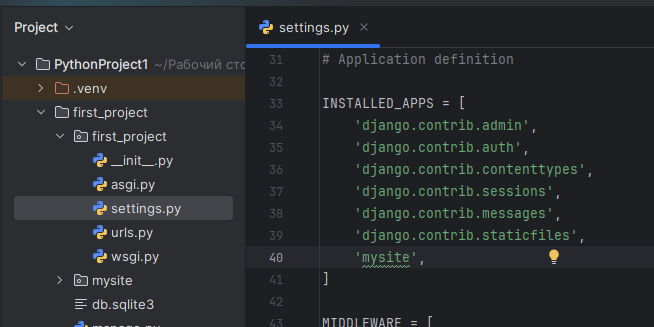 Project
settings.py
PythonProject1 ~/Рабочий сто
.venv
first_project
first_project
__init__.py
asgi.py
settings.py
urls.py
wsgi.py
mysite
db.sqlite3
manage.py
31 # Application definition
32
33 INSTALLED_APPS = [
34 'django.contrib.admin',
35 'django.contrib.auth',
36 'django.contrib.contenttypes',
37 'django.contrib.sessions',
38 'django.contrib.messages',
39 'django.contrib.staticfiles',
40 'mysite',
41 ]
42
43 MIDDLEWARE = [